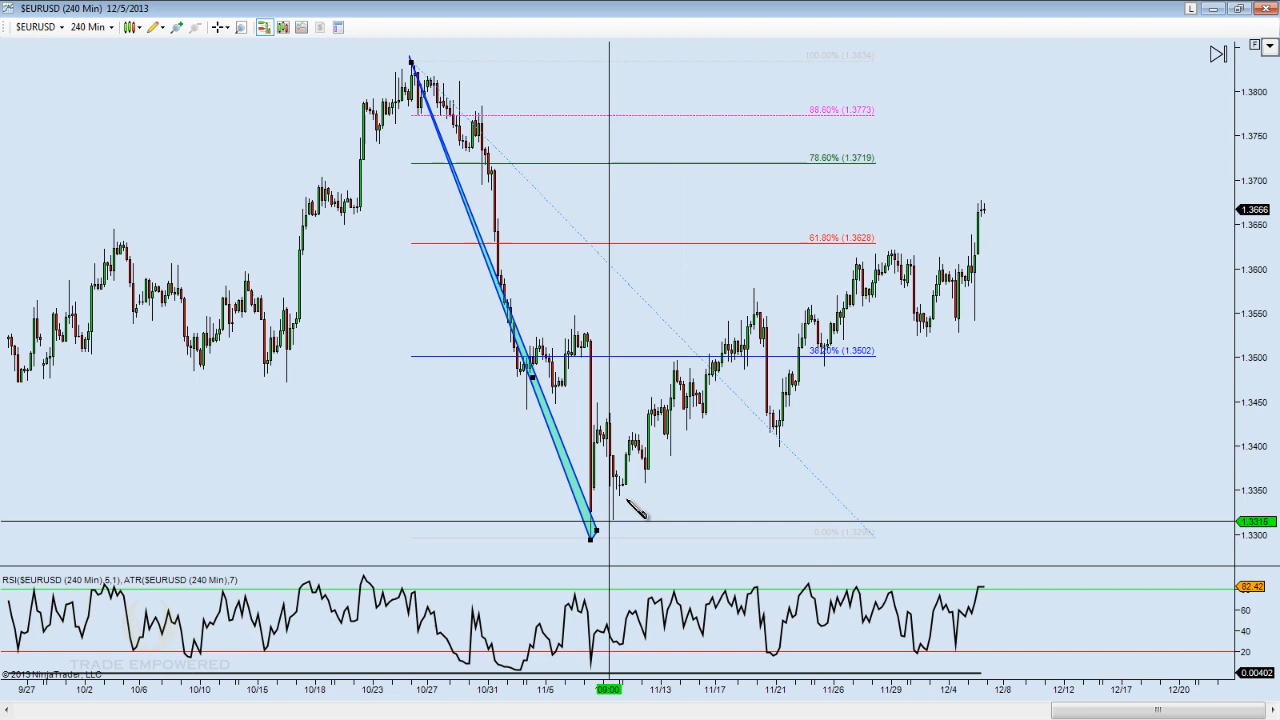 $EURUSD (240 Min) 12/5/2013
L
$EURUSD 240 Min
F
100.00% (1.3834)
88.60% (1.3773)
78.60% (1.3719)
61.80% (1.3628)
38.20% (1.3502)
1.3800
1.3750
1.3700
1.3666
1.3650
1.3600
1.3550
1.3500
1.3450
1.3400
1.3350
1.3315
1.3300
RSI($EURUSD (240 Min),5,1), ATR($EURUSD (240 Min),7)
82.42
60
40
20
0.00402
TRADE EMPOWERED
© 2013 NinjaTrader, LLC
9/27 10/2 10/6 10/10 10/15 10/18 10/23 10/27 10/31 11/5 09:00 11/13 11/17 11/21 11/26 11/29 12/4 12/8 12/12 12/17 12/20